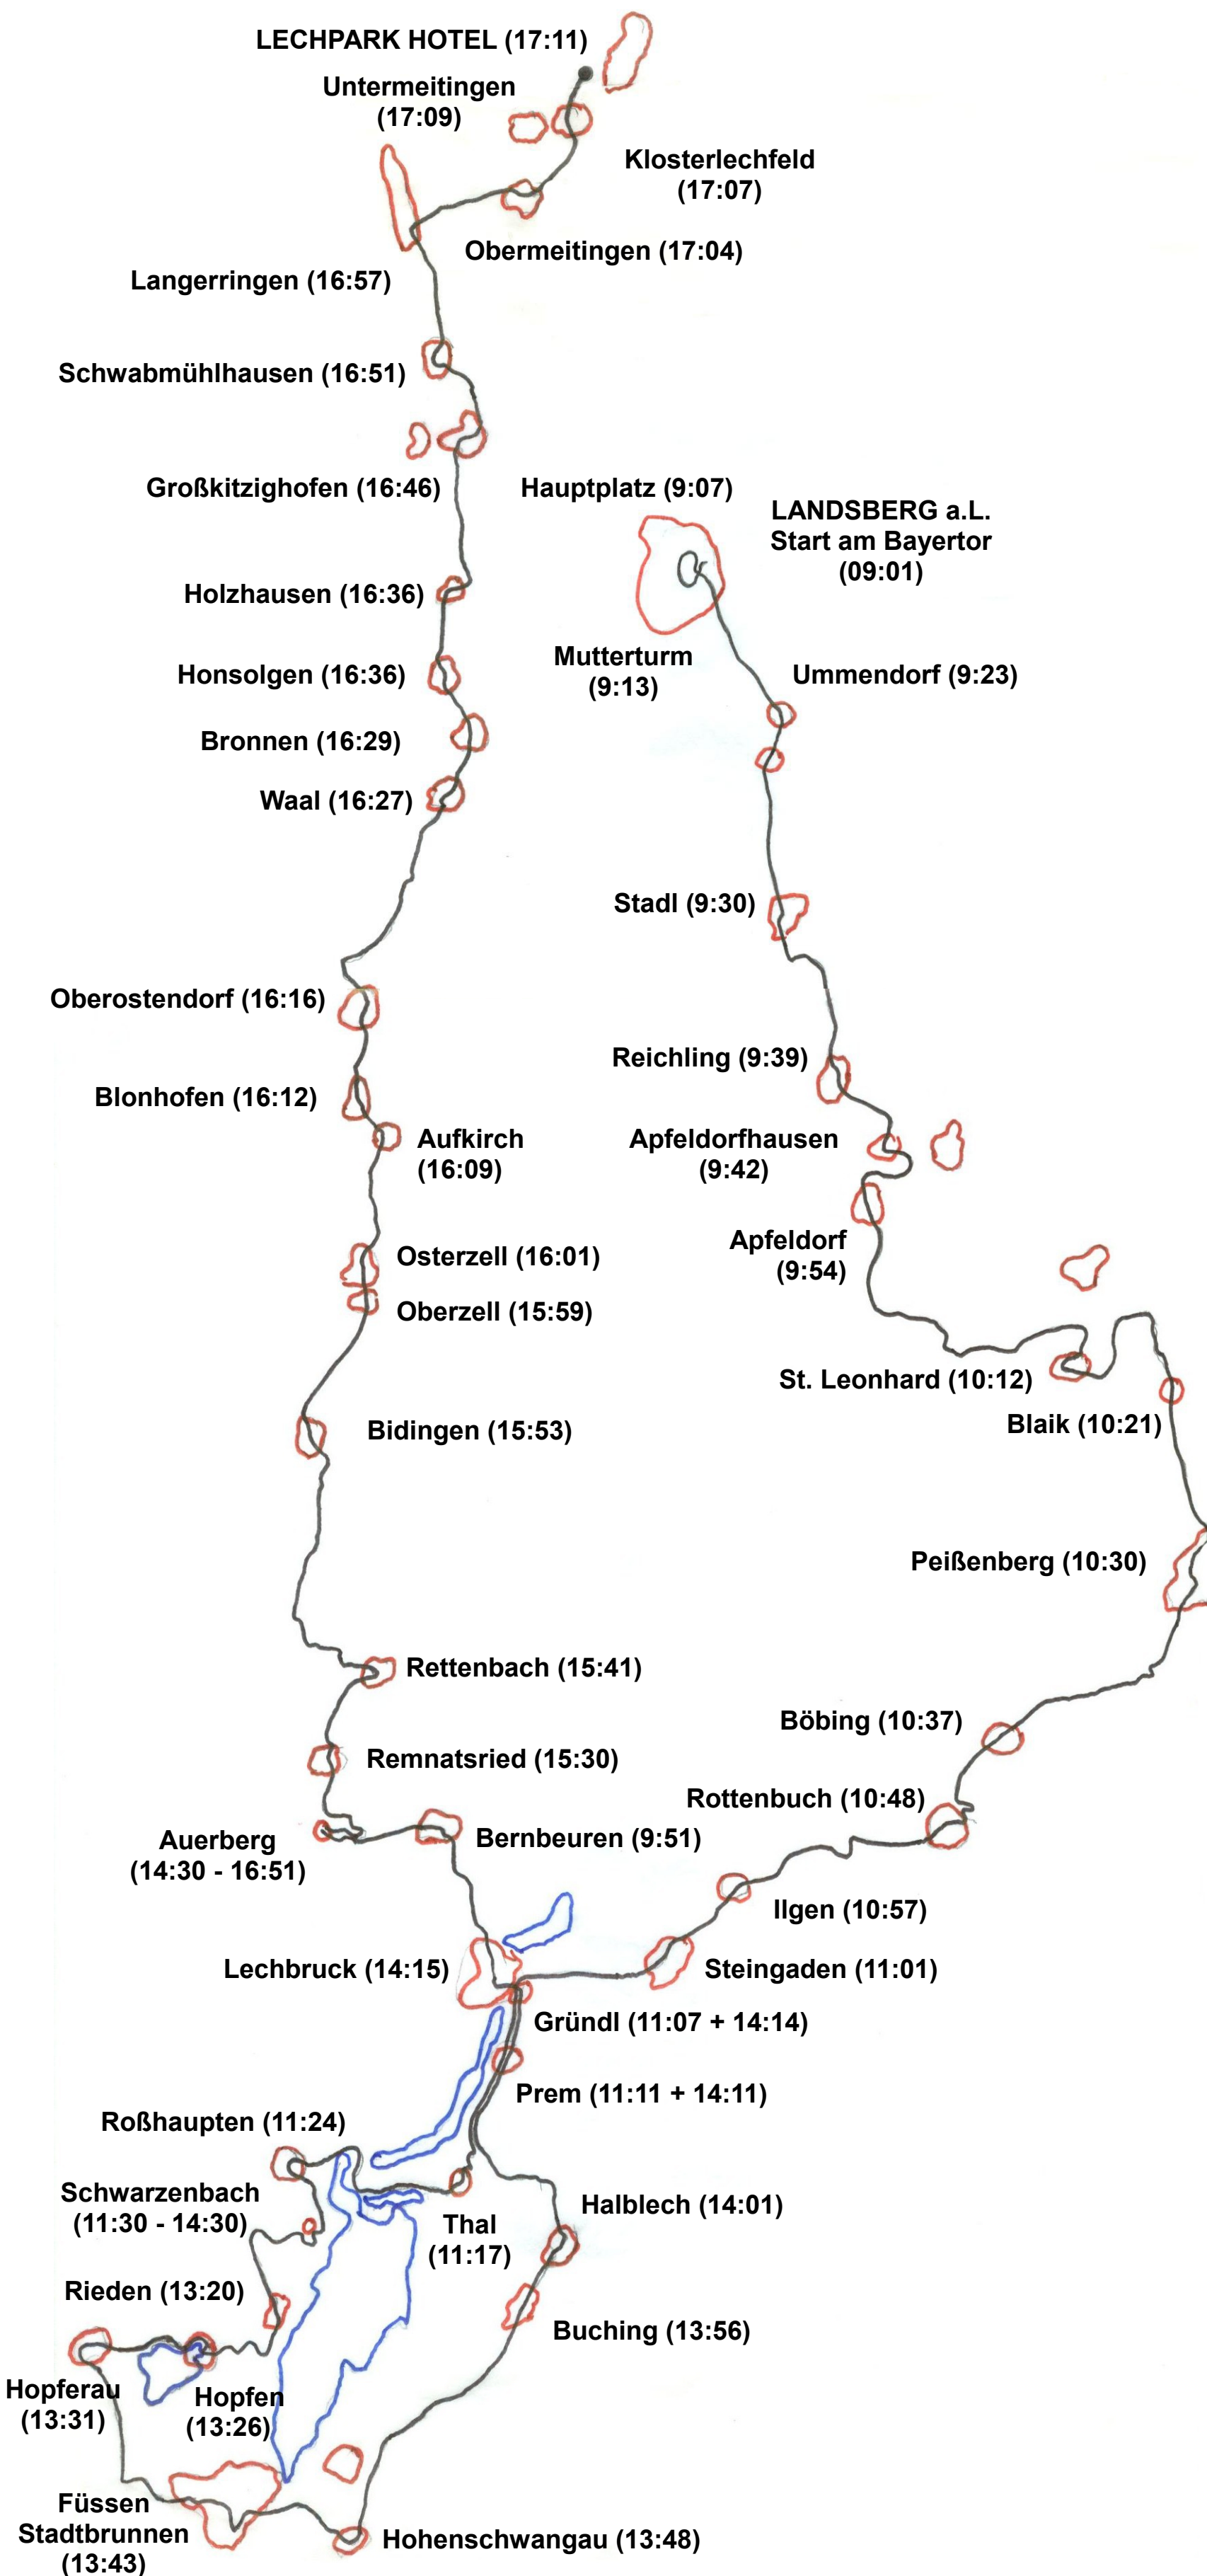 LECHPARK HOTEL (17:11)
Untermeitingen
(17:09)
Klosterlechfeld
(17:07)
Obermeitingen (17:04)
Langerringen (16:57)
Schwabmühlhausen (16:51)
Großkitzighofen (16:46)
Hauptplatz (9:07)
LANDSBERG a.L.
Start am Bayertor
(09:01)
Holzhausen (16:36)
Mutterturm
(9:13)
Honsolgen (16:36)
Ummendorf (9:23)
Bronnen (16:29)
Waal (16:27)
Stadl (9:30)
Oberostendorf (16:16)
Reichling (9:39)
Blonhofen (16:12)
Aufkirch
(16:09)
Apfeldorfhausen
(9:42)
Apfeldorf
(9:54)
Osterzell (16:01)
Oberzell (15:59)
St. Leonhard (10:12)
Blaik (10:21)
Bidingen (15:53)
Peißenberg (10:30)
Rettenbach (15:41)
Böbing (10:37)
Remnatsried (15:30)
Rottenbuch (10:48)
Auerberg
(14:30 - 16:51)
Bernbeuren (9:51)
Ilgen (10:57)
Lechbruck (14:15)
Steingaden (11:01)
Gründl (11:07 + 14:14)
Prem (11:11 + 14:11)
Roßhaupten (11:24)
Schwarzenbach
(11:30 - 14:30)
Halblech (14:01)
Thal
(11:17)
Rieden (13:20)
Buching (13:56)
Hopferau
(13:31)
Hopfen
(13:26)
Füssen
Stadtbrunnen
(13:43)
Hohenschwangau (13:48)